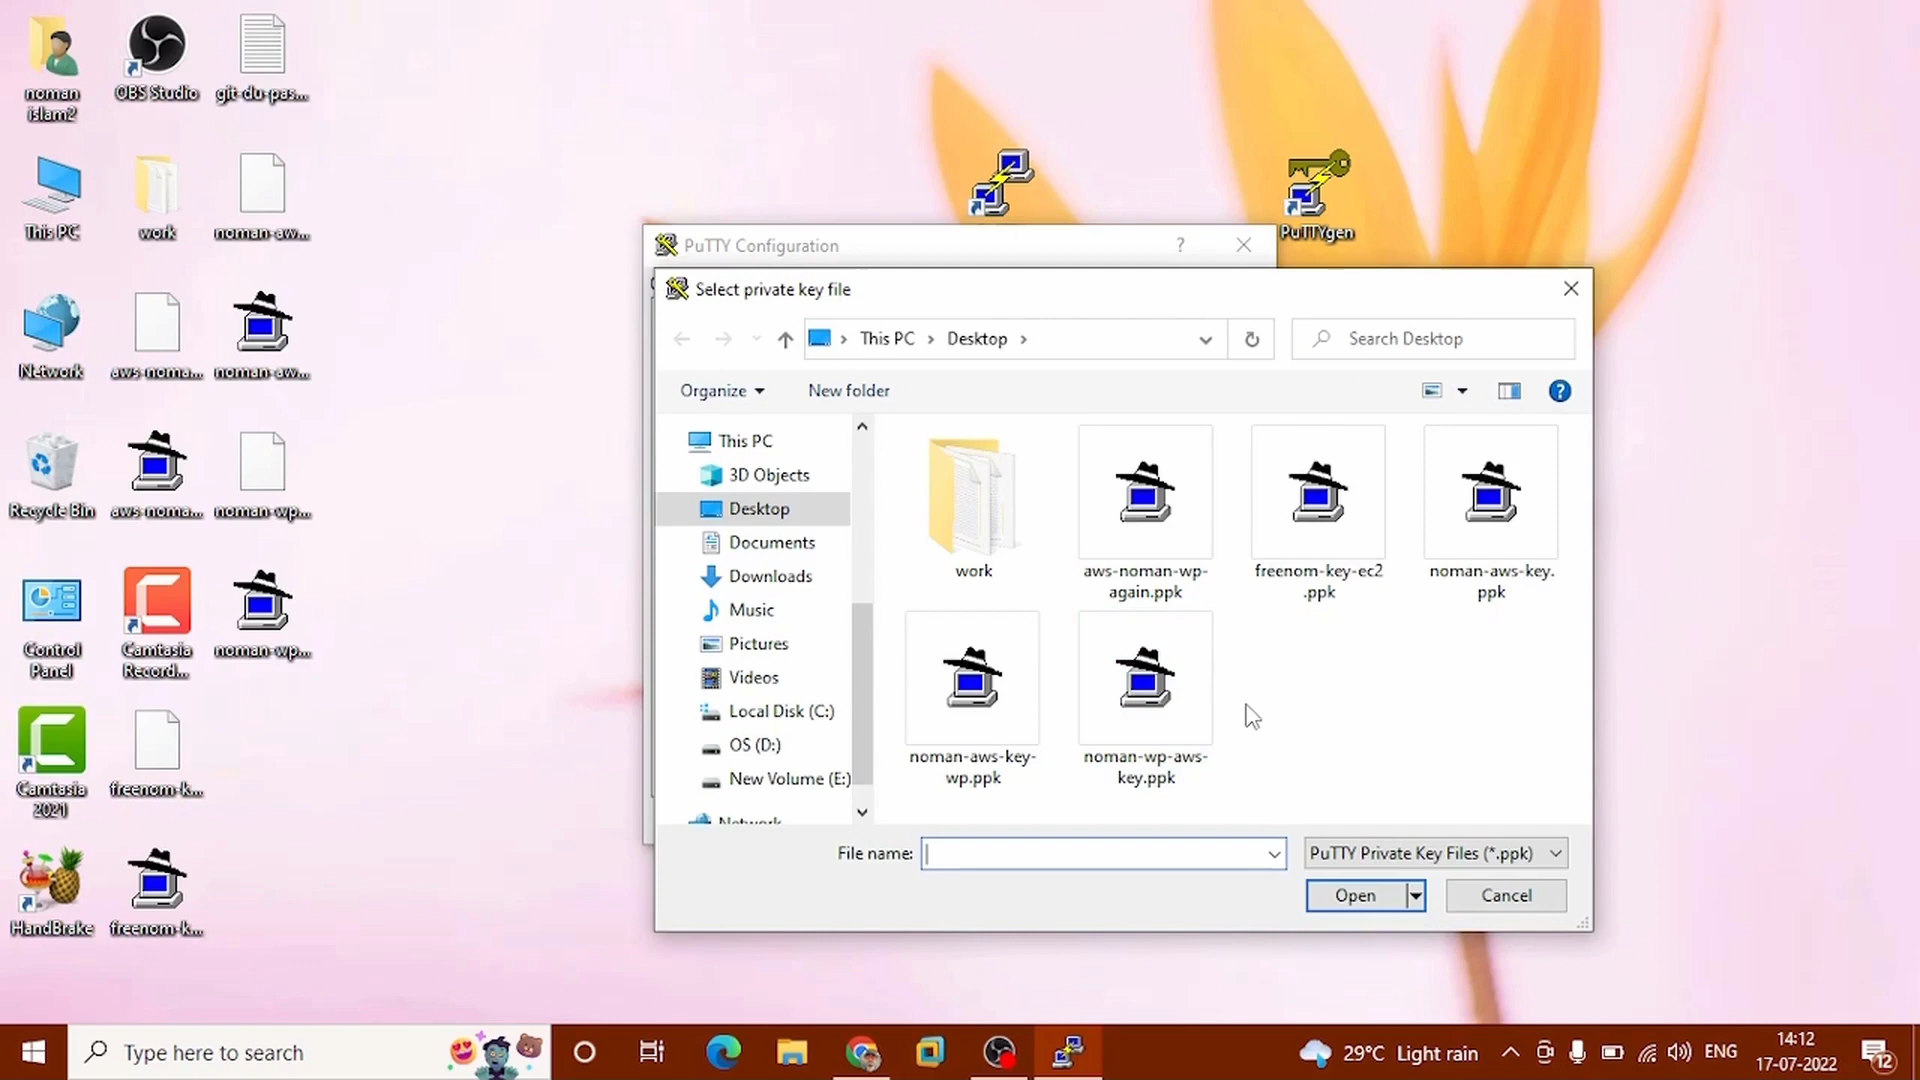 noman
islam2
OBS Studio
git-du-pas...
This PC
work
noman-aw...
Network
aws-noma...
noman-aw...
Recycle Bin
aws-noma...
noman-wp...
Control
Panel
Camtasia
Record...
noman-wp...
Camtasia
2021
freenom-k...
HandBrake
freenom-k...
PuTTYgen
PuTTY Configuration
?
Select private key file
This PC
Desktop
Search Desktop
Organize
New folder
?
This PC
3D Objects
Desktop
Documents
Downloads
Music
Pictures
Videos
Local Disk (C:)
OS (D:)
New Volume (E:)
Network
work
aws-noman-wp-
again.ppk
freenom-key-ec2
.ppk
noman-aws-key.
ppk
noman-aws-key-
wp.ppk
noman-wp-aws-
key.ppk
File name:
PuTTY Private Key Files (*.ppk)
Open
Cancel
Type here to search
29°C Light rain
ENG
14:12
17-07-2022
12